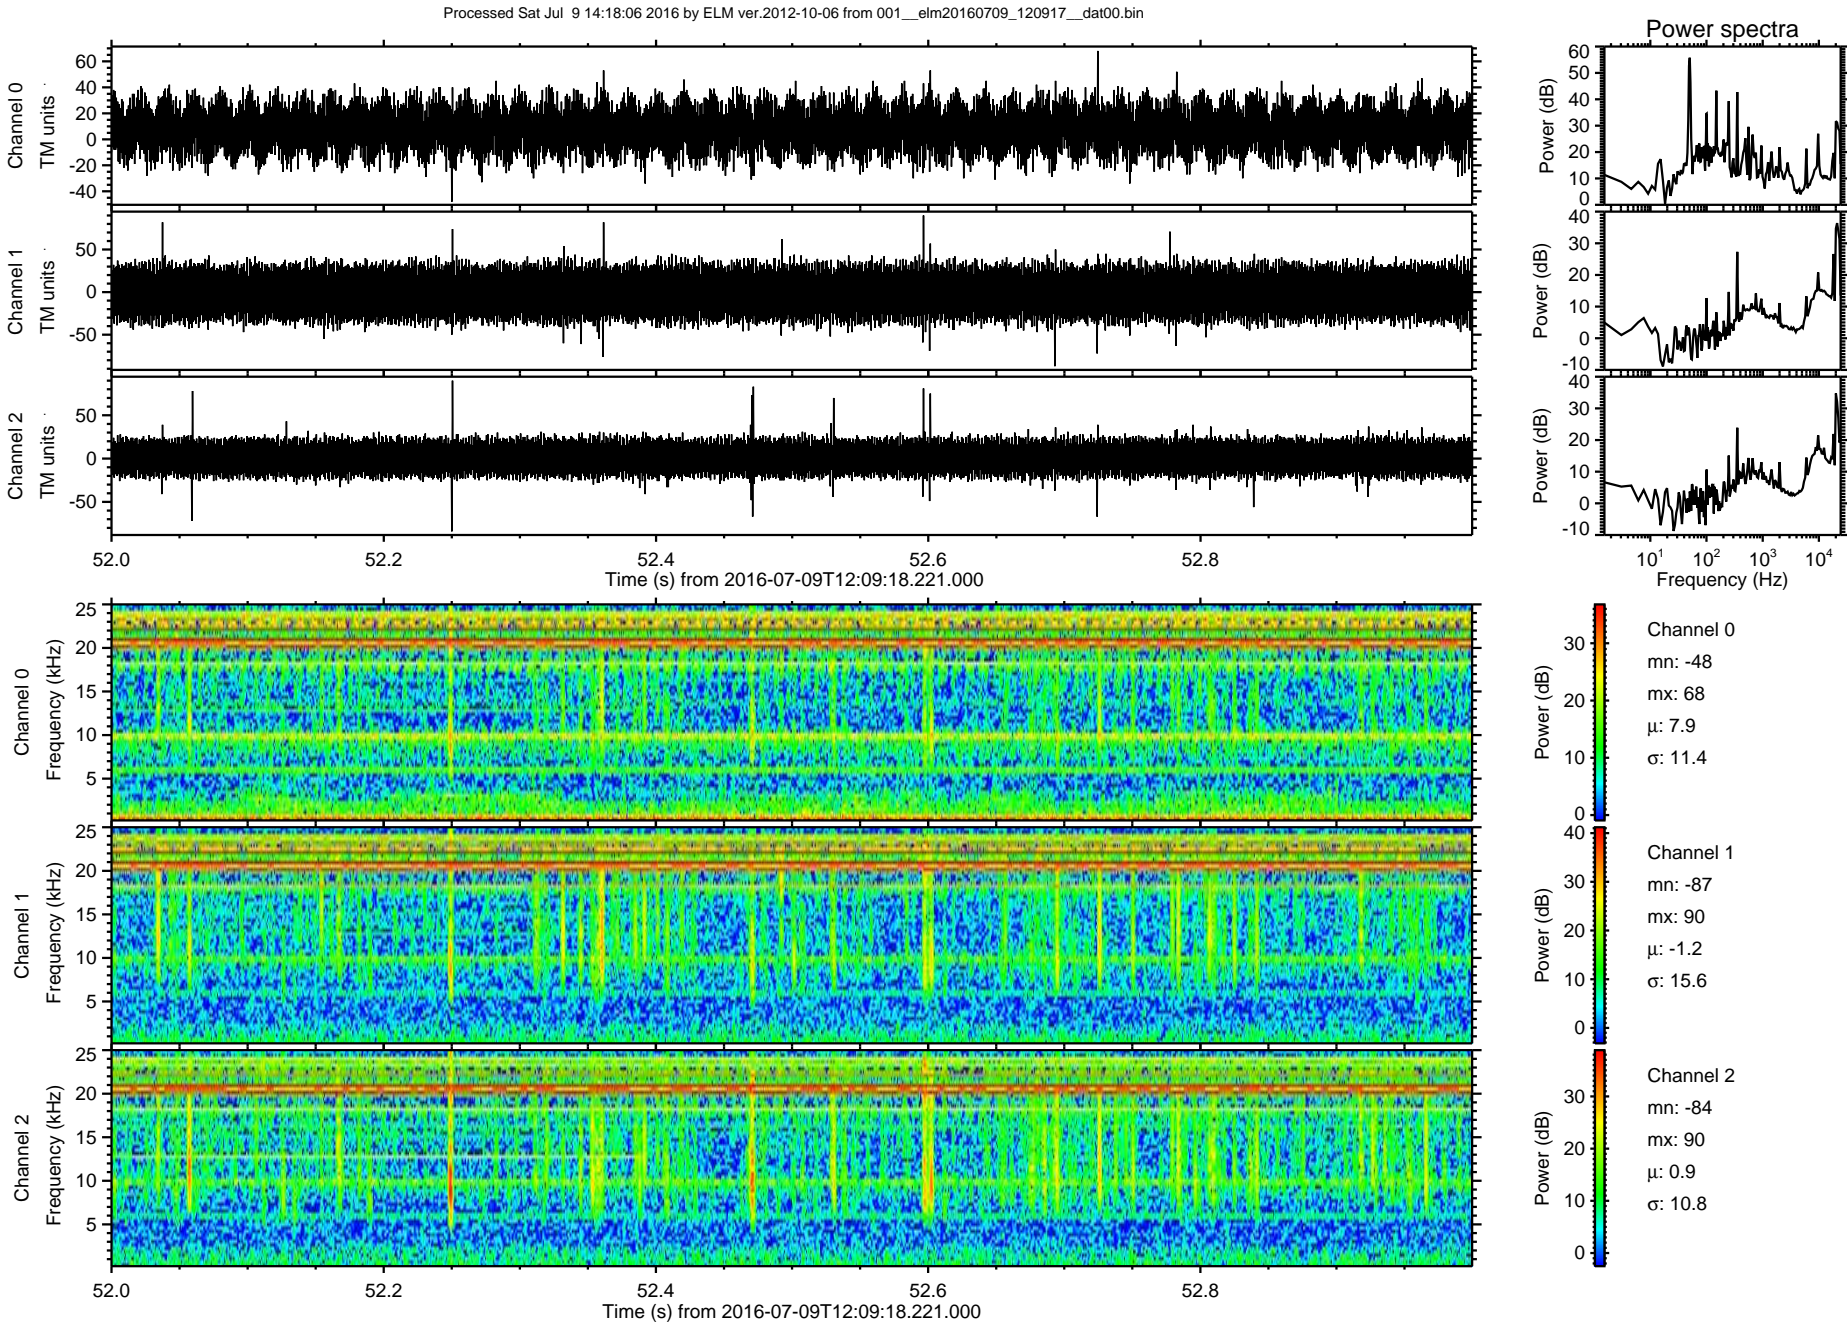 Processed Sat Jul  9 14:18:06 2016 by ELM ver.2012-10-06 from 001__elm20160709_120917__dat00.bin
Power spectra
Channel 0
TM units
60
40
20
0
-20
-40
Power (dB)
60
50
40
30
20
10
0
Channel 1
TM units
50
0
-50
Power (dB)
40
30
20
10
0
-10
Channel 2
TM units
50
0
-50
Power (dB)
40
30
20
10
0
-10
52.0 52.2 52.4 52.6 52.8
Time (s) from 2016-07-09T12:09:18.221.000
10^1 10^2 10^3 10^4
Frequency (Hz)
Channel 0
Frequency (kHz)
25
20
15
10
5
Power (dB)
30
20
10
0
Channel 0
mn: -48
mx: 68
μ: 7.9
σ: 11.4
Channel 1
Frequency (kHz)
25
20
15
10
5
Power (dB)
40
30
20
10
0
Channel 1
mn: -87
mx: 90
μ: -1.2
σ: 15.6
Channel 2
Frequency (kHz)
25
20
15
10
5
Power (dB)
30
20
10
0
Channel 2
mn: -84
mx: 90
μ: 0.9
σ: 10.8
52.0 52.2 52.4 52.6 52.8
Time (s) from 2016-07-09T12:09:18.221.000